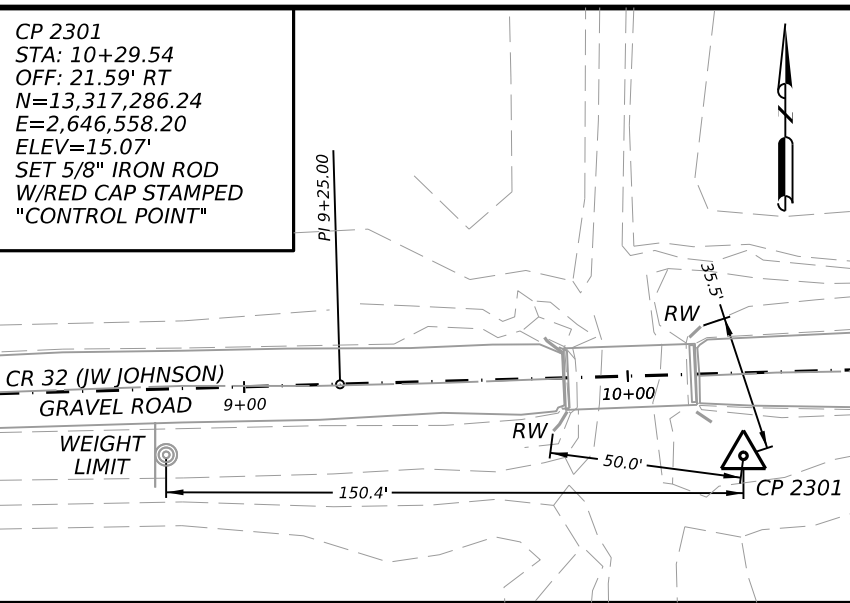 CP 2301
STA: 10+29.54
OFF: 21.59' RT
N=13,317,286.24
E=2,646,558.20
ELEV=15.07'
SET 5/8" IRON ROD
W/RED CAP STAMPED
"CONTROL POINT"
PI 9+25.00
35.5'
RW
CR 32 (JW JOHNSON)
GRAVEL ROAD
9+00
10+00
WEIGHT
LIMIT
RW
50.0'
150.4'
CP 2301